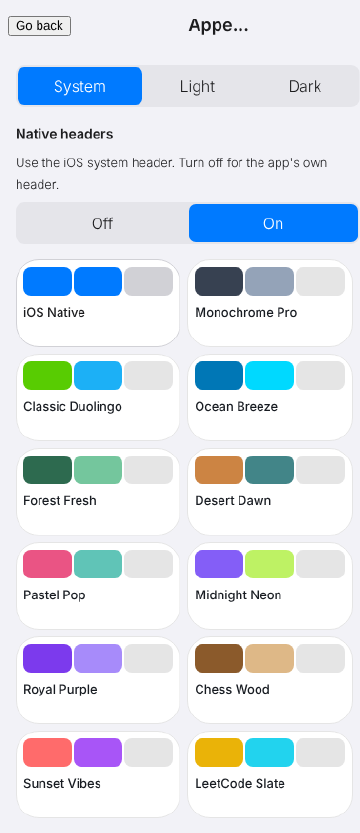 Go back
Appe...
System
Light
Dark
Native headers
Use the iOS system header. Turn off for the app's own
header.
Off
On
iOS Native
Monochrome Pro
Classic Duolingo
Ocean Breeze
Forest Fresh
Desert Dawn
Pastel Pop
Midnight Neon
Royal Purple
Chess Wood
Sunset Vibes
LeetCode Slate